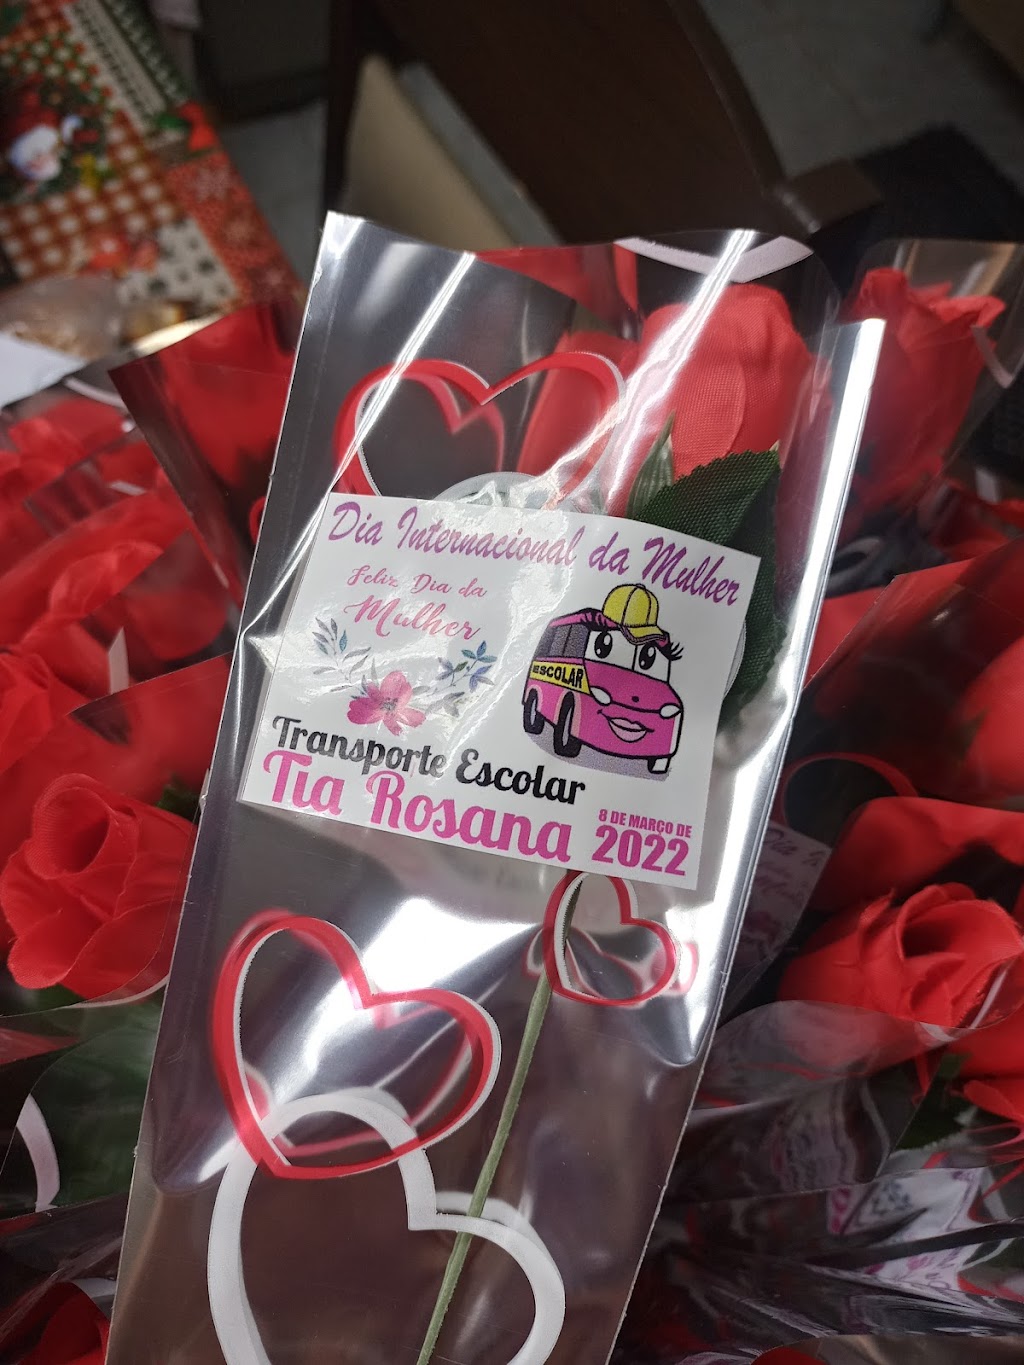 Dia Internacional da Mulher
Feliz Dia da
Mulher
ESCOLAR
Transporte Escolar
Tia Rosana
8 DE MARÇO DE
2022